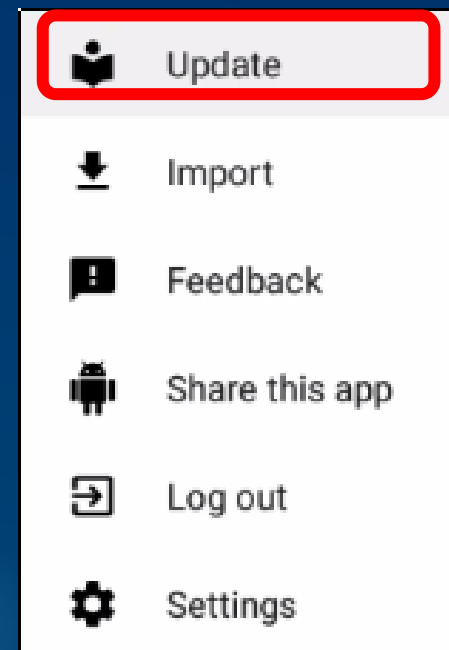 Update
Import
Feedback
Share this app
Log out
Settings